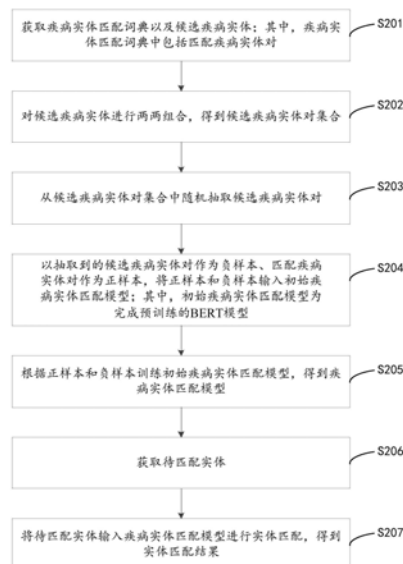 获取疾病实体匹配词典以及候选疾病实体；其中，疾病
实体匹配词典中包括匹配疾病实体对
S201
对候选疾病实体进行两两组合，得到候选疾病实体对集合
S202
从候选疾病实体对集合中随机抽取候选疾病实体对
S203
以抽取到的候选疾病实体对作为负样本、匹配疾病
实体对作为正样本，将正样本和负样本输入初始疾
病实体匹配模型；其中，初始疾病实体匹配模型为
完成预训练的BERT模型
S204
根据正样本和负样本训练初始疾病实体匹配模型，得到疾
病实体匹配模型
S205
获取待匹配实体
S206
将待匹配实体输入疾病实体匹配模型进行实体匹配，得到
实体匹配结果
S207